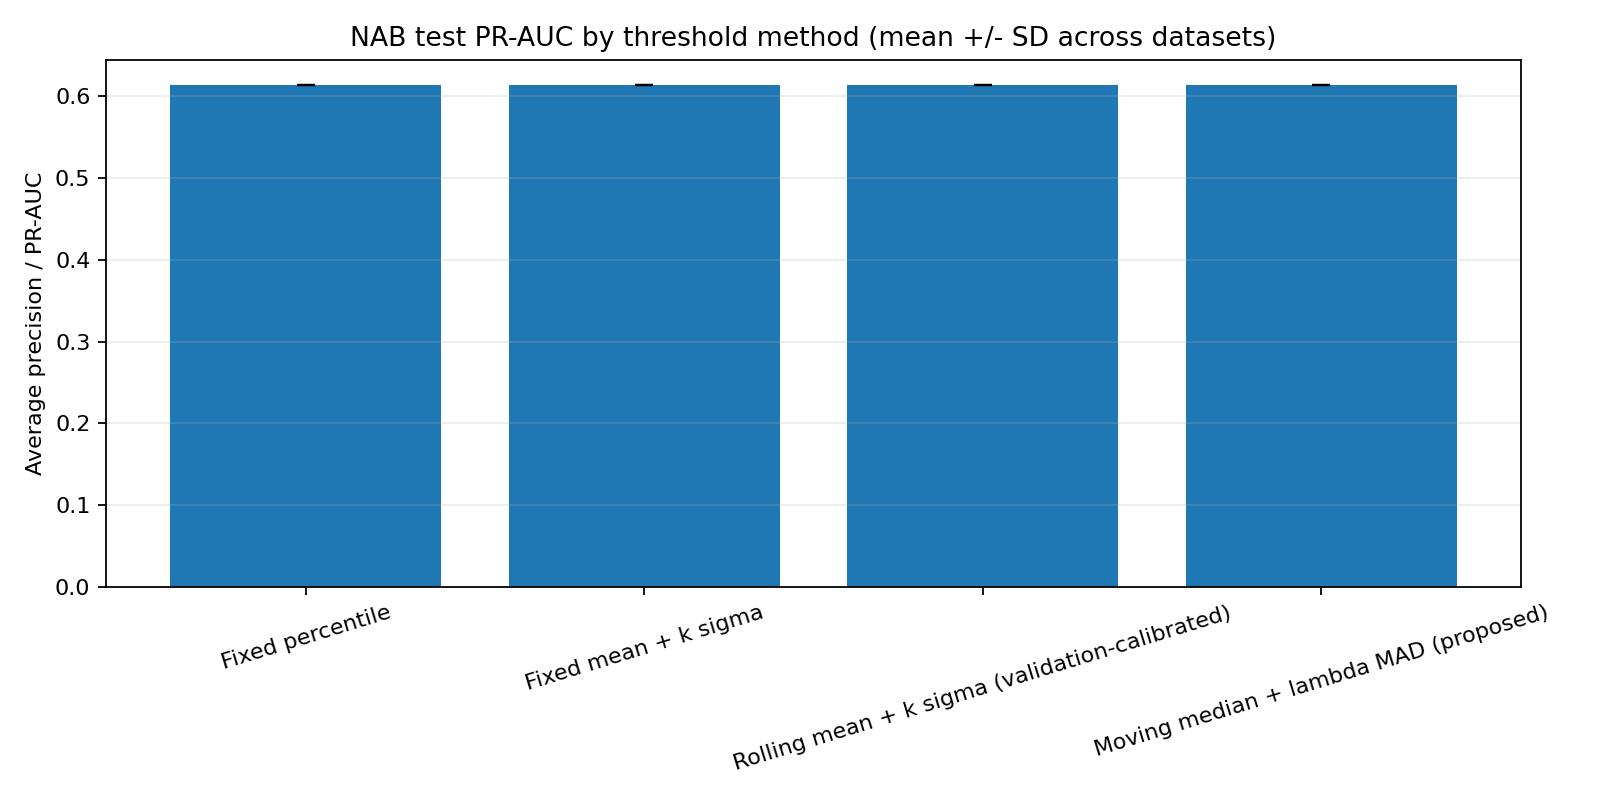 NAB test PR-AUC by threshold method (mean +/- SD across datasets)
Average precision / PR-AUC
0.6
0.5
0.4
0.3
0.2
0.1
0.0
Fixed percentile
Fixed mean + k sigma
Rolling mean + k sigma (validation-calibrated)
Moving median + lambda MAD (proposed)